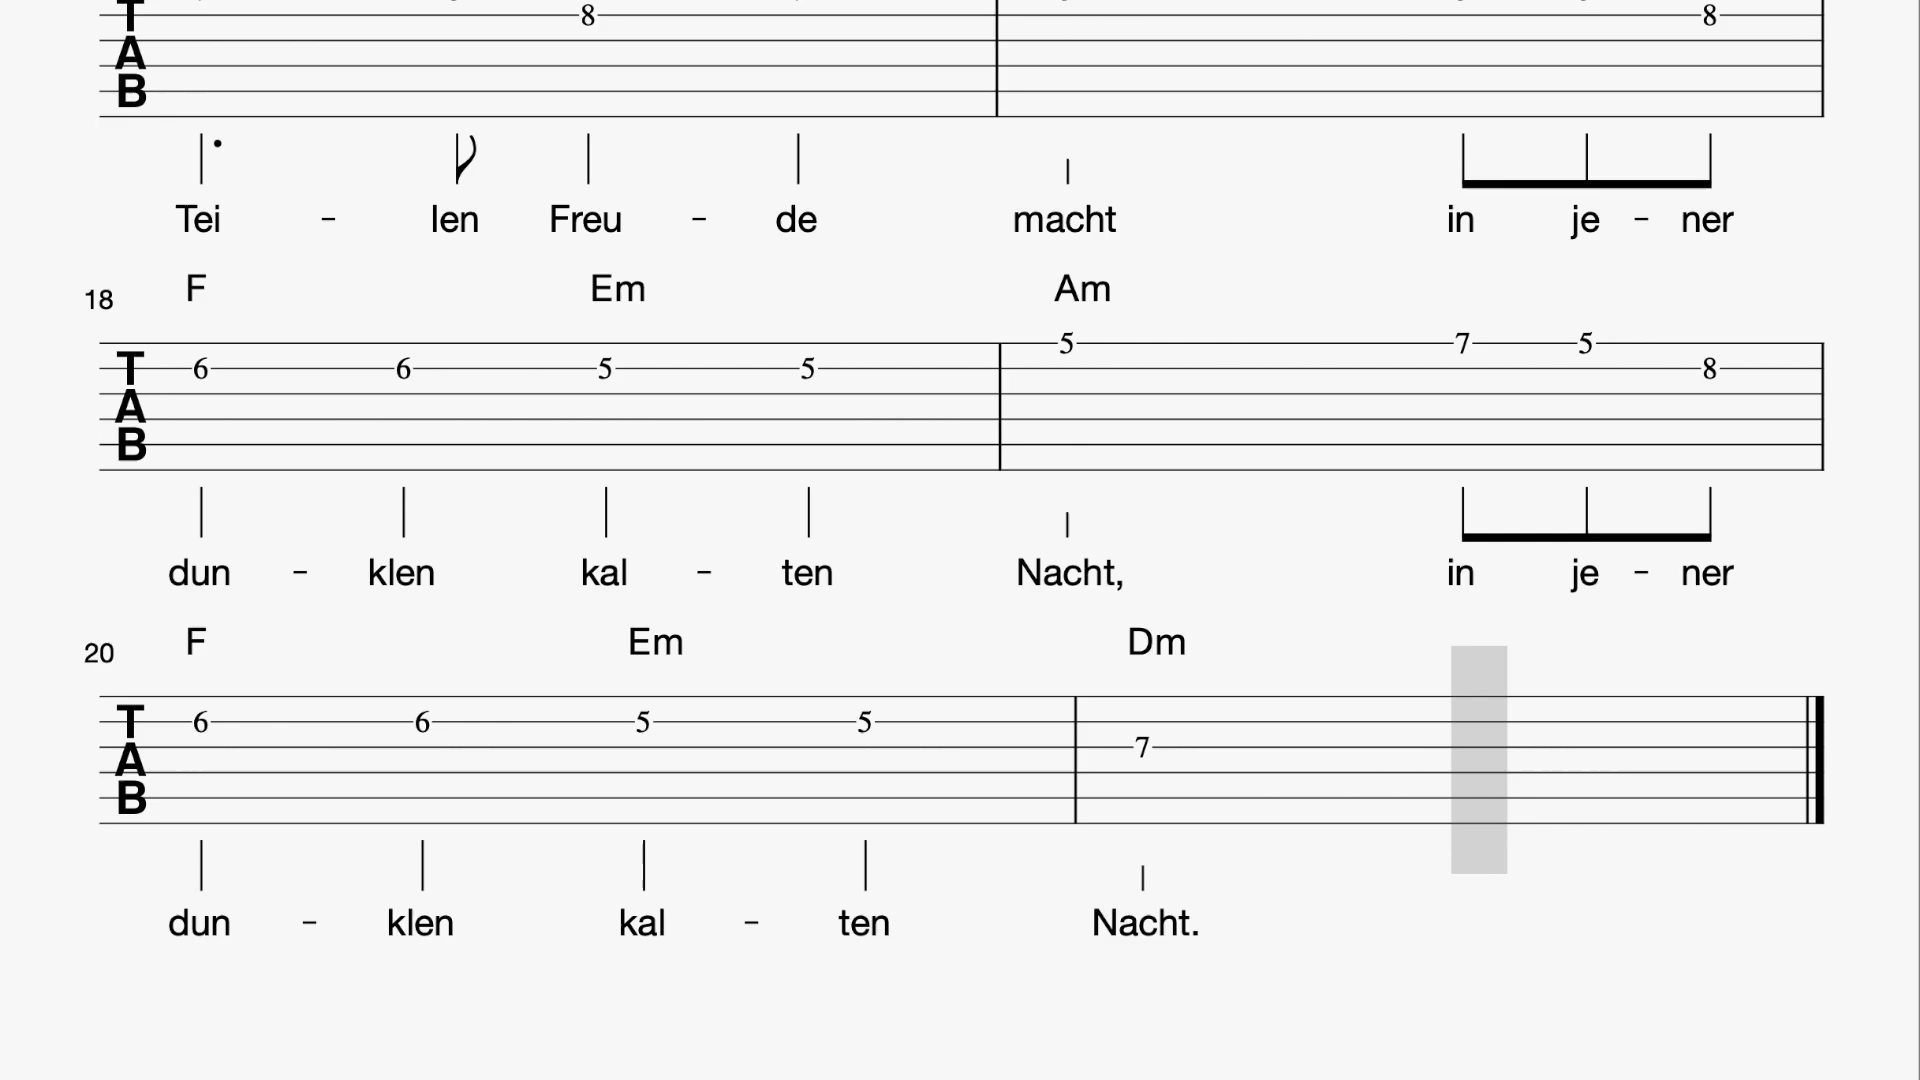 8 8
T
A
B
Tei - len Freu - de macht in je - ner
F Em Am
18
5 7 5
6 6 5 5 8
T
A
B
dun - klen kal - ten Nacht, in je - ner
F Em Dm
20
6 6 5 5
7
T
A
B
dun - klen kal - ten Nacht.